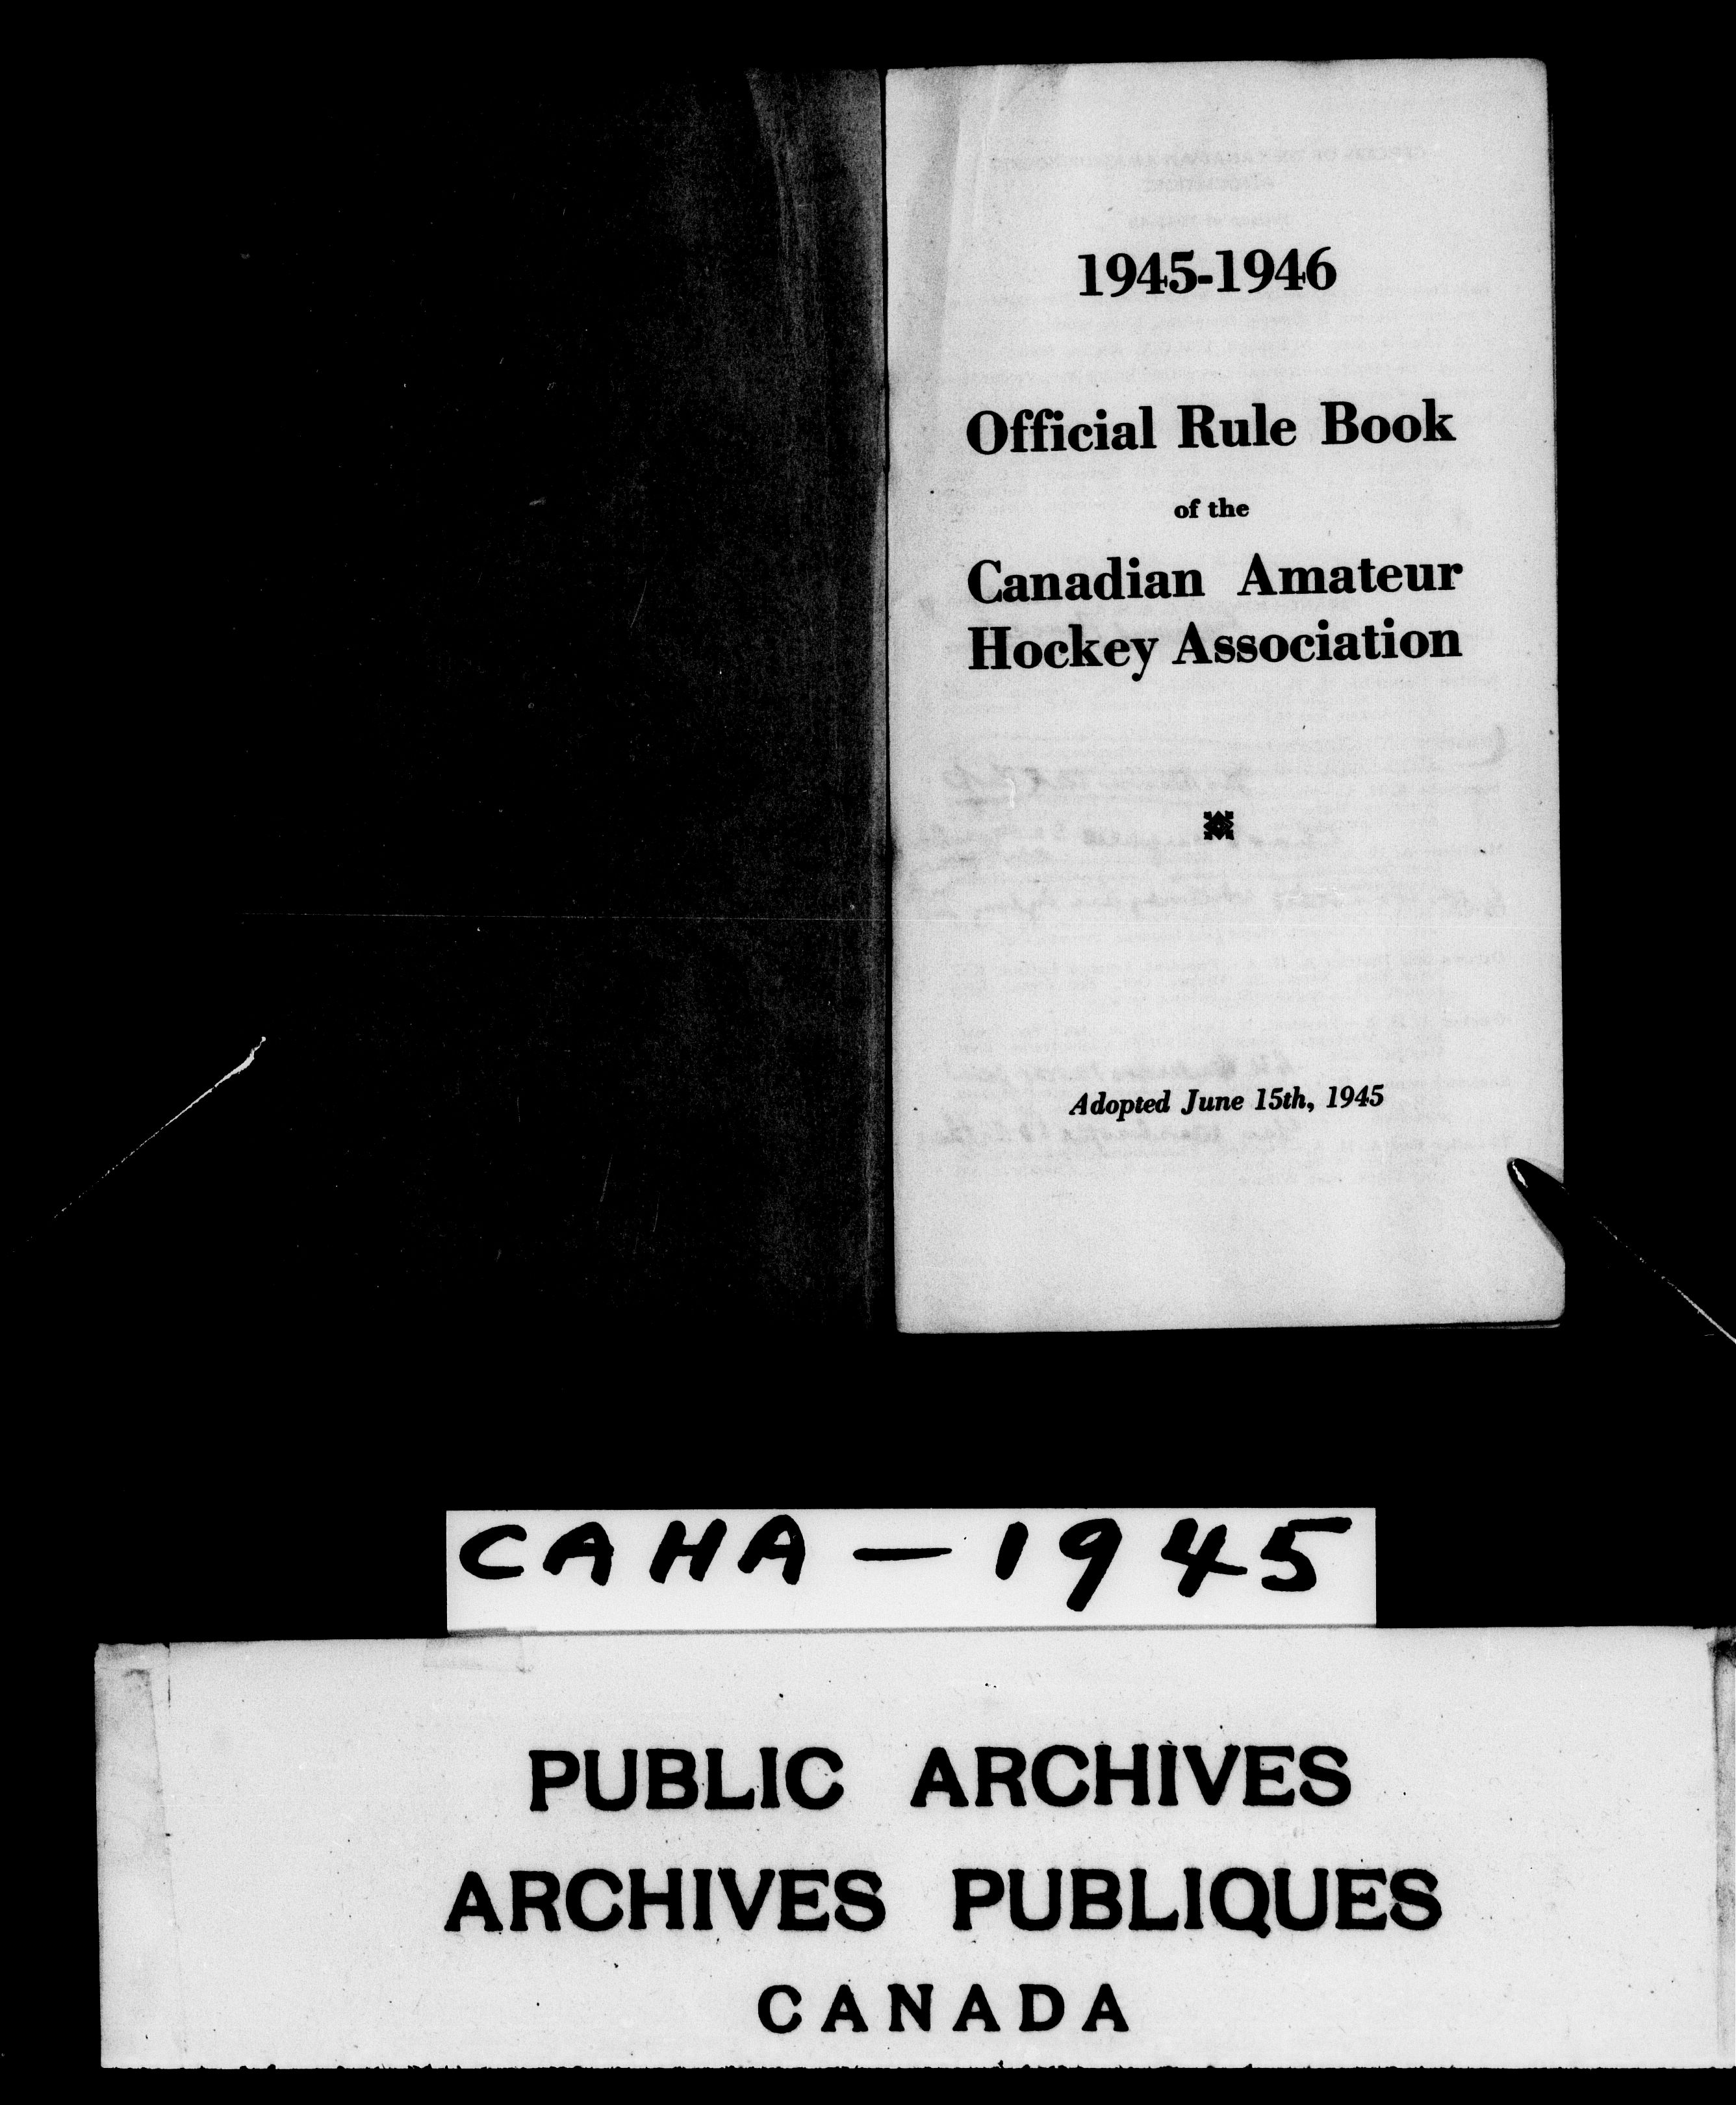 1945-1946
Official Rule Book
of the
Canadian Amateur
Hockey Association
Adopted June 15th, 1945
CAHA — 1945
PUBLIC ARCHIVES
ARCHIVES PUBLIQUES
CANADA